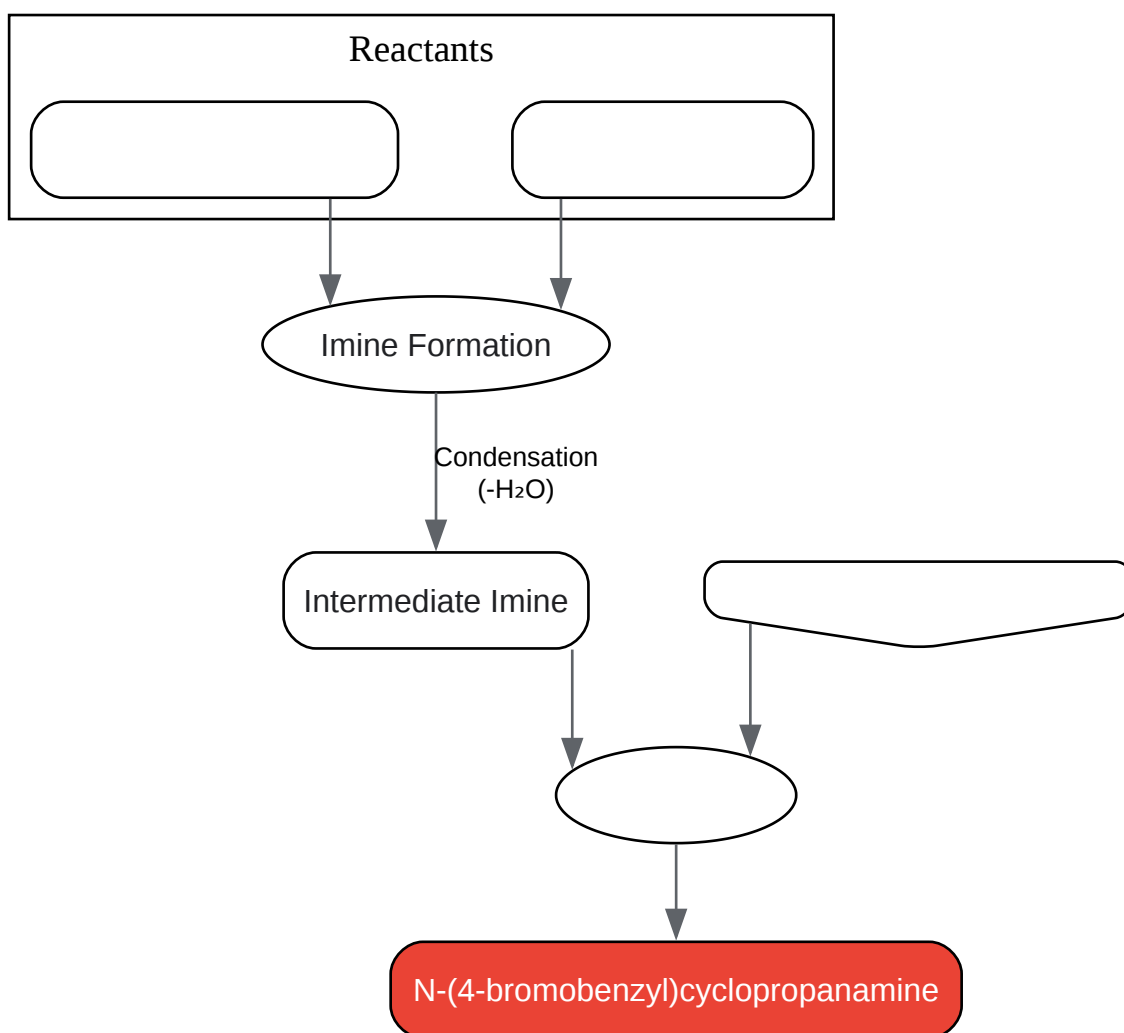 Reactants
Imine Formation
Condensation
(-H₂O)
Intermediate Imine
N-(4-bromobenzyl)cyclopropanamine